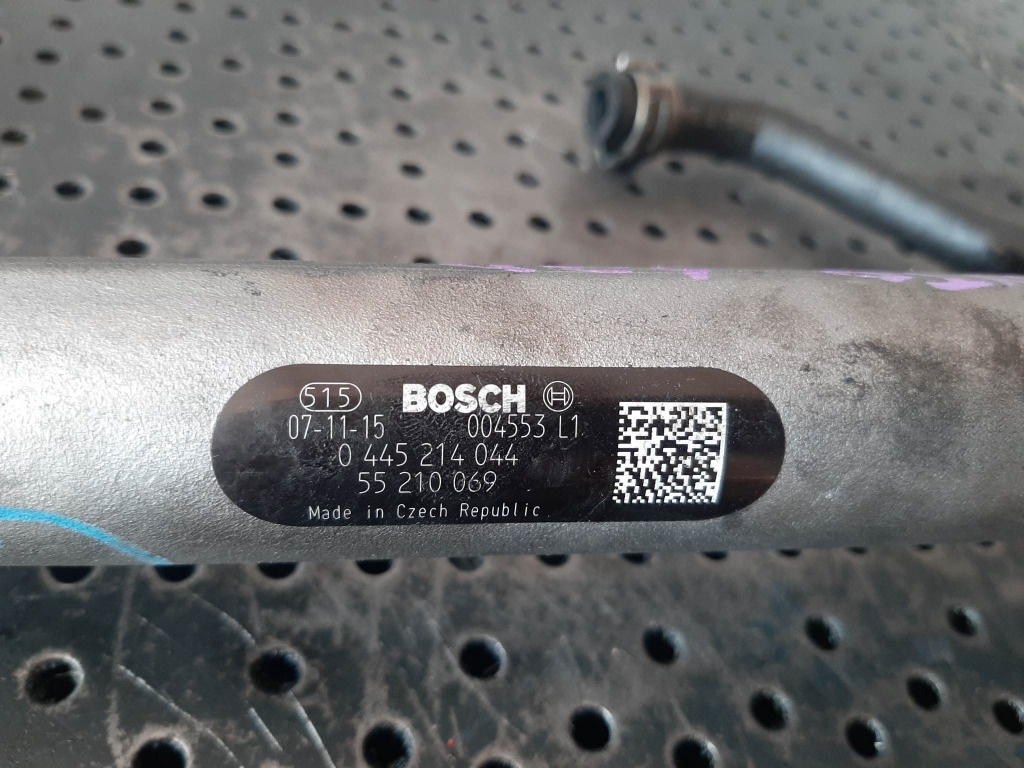 515 BOSCH
07-11-15 004553 L1
0 445 214 044
55 210 069
Made in Czech Republic